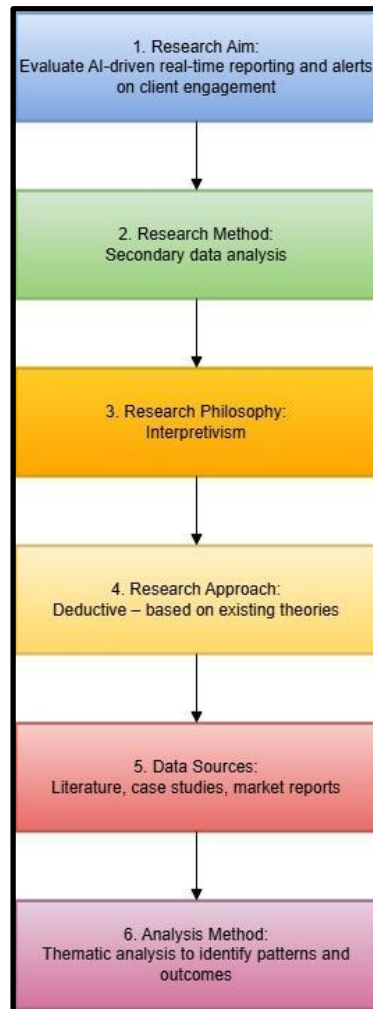 1. Research Aim:
Evaluate AI-driven real-time reporting and alerts
on client engagement
2. Research Method:
Secondary data analysis
3. Research Philosophy:
Interpretivism
4. Research Approach:
Deductive – based on existing theories
5. Data Sources:
Literature, case studies, market reports
6. Analysis Method:
Thematic analysis to identify patterns and
outcomes